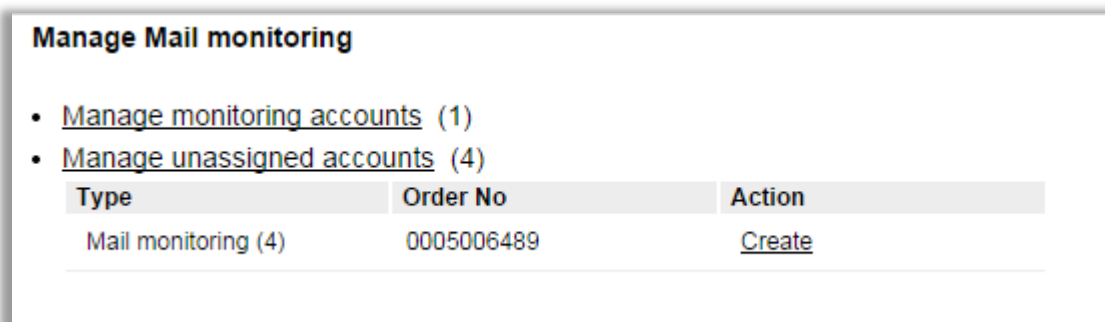 Manage Mail monitoring
• Manage monitoring accounts (1)
• Manage unassigned accounts (4)
Type Order No Action
Mail monitoring (4) 0005006489 Create